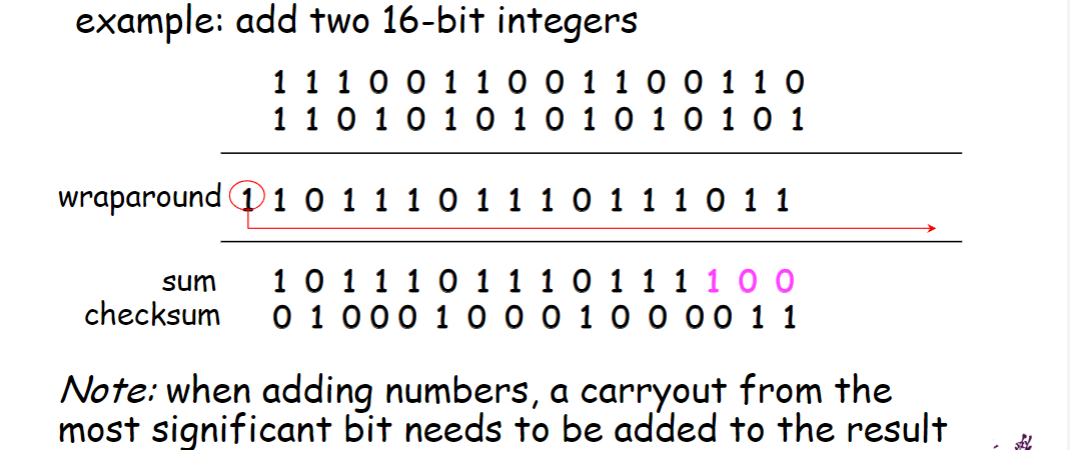 example: add two 16-bit integers
1 1 1 0 0 1 1 0 0 1 1 0 0 1 1 0
1 1 0 1 0 1 0 1 0 1 0 1 0 1 0 1
wraparound 1 1 0 1 1 1 0 1 1 1 0 1 1 1 0 1 1
sum 1 0 1 1 1 0 1 1 1 0 1 1 1 1 0 0
checksum 0 1 0 0 0 1 0 0 0 1 0 0 0 0 1 1
Note: when adding numbers, a carryout from the
most significant bit needs to be added to the result